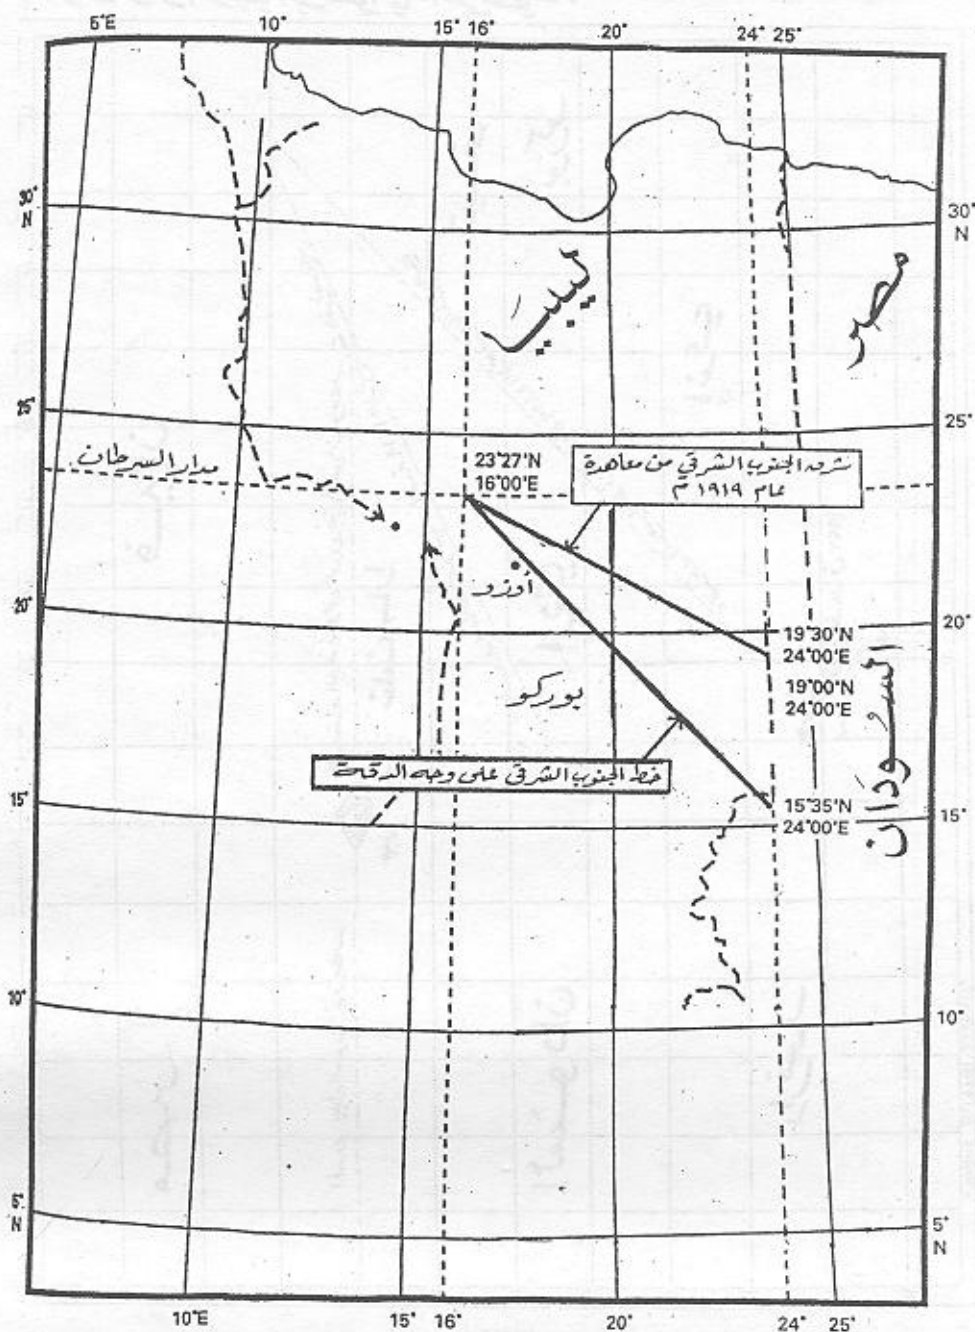 5°E 10° 15° 16° 20° 24° 25°
30°
N
30°
N
ليبيا
مصر
25°
25°
مدار السرطان
23°27'N
16°00'E
شرق الجنوب الشرقي من معاهدة
عام ١٩١٩ م
أوزو
20°
20°
19°30'N
24°00'E
19°00'N
24°00'E
السودان
بوركو
خط الجنوب الشرقي على وجه الدقة
15°
15°35'N
24°00'E
15°
10°
10°
5°
N
5°
N
10°E 15° 16° 20° 24° 25°